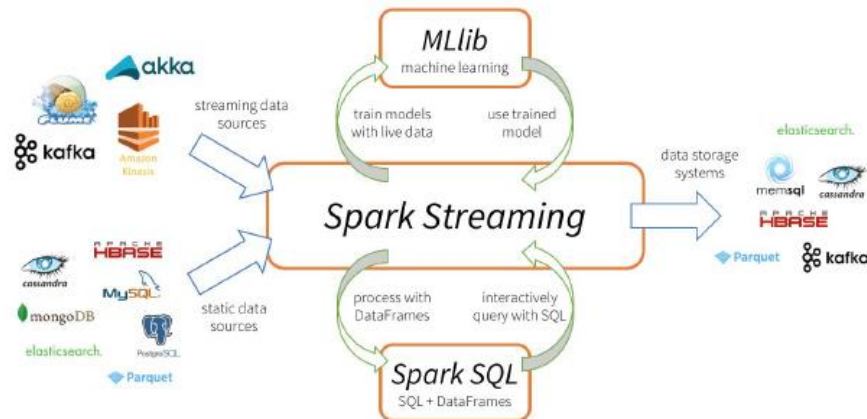 MLlib
machine learning
akka
streaming data
sources
train models
with live data
use trained
model
kafka
Amazon
Kinesis
data storage
systems
elasticsearch.
memsql
cassandra
APACHE
HBASE
Parquet
kafka
Spark Streaming
APACHE
HBASE
cassandra
MySQL
mongoDB
PostgreSQL
elasticsearch.
Parquet
static data
sources
process with
DataFrames
interactively
query with SQL
Spark SQL
SQL + DataFrames